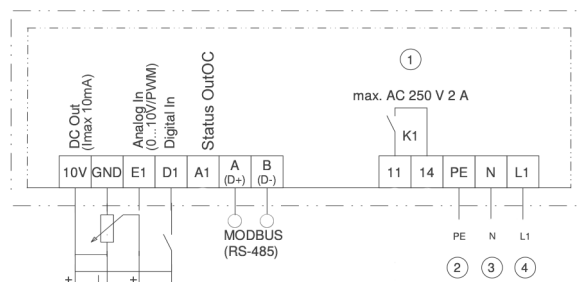 1
max. AC 250 V 2 A
K1
DC Out
(Imax 10mA)
Analog In
(0...10V/PWM)
Digital In
Status OutOC
10V GND E1 D1 A1 A (D+) B (D-) 11 14 PE N L1
MODBUS
(RS-485)
PE N L1
2 3 4
+ - +